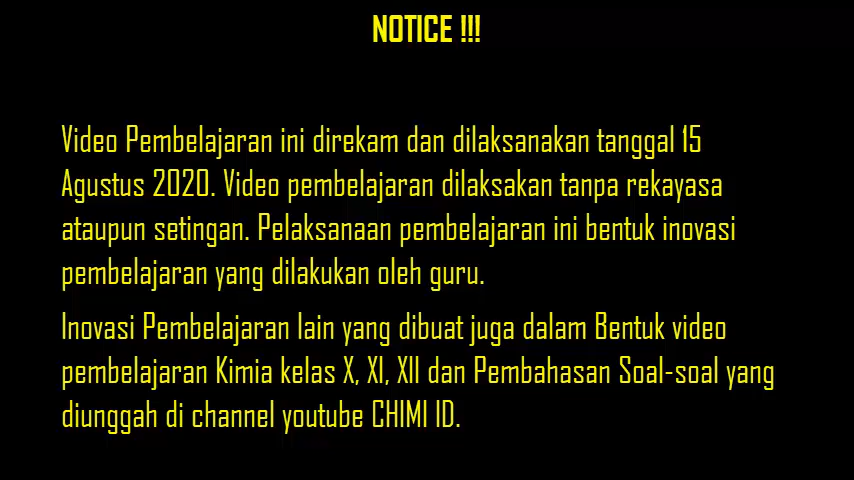 NOTICE !!!
Video Pembelajaran ini direkam dan dilaksanakan tanggal 15
Agustus 2020. Video pembelajaran dilaksakan tanpa rekayasa
ataupun setingan. Pelaksanaan pembelajaran ini bentuk inovasi
pembelajaran yang dilakukan oleh guru.
Inovasi Pembelajaran lain yang dibuat juga dalam Bentuk video
pembelajaran Kimia kelas X, XI, XII dan Pembahasan Soal-soal yang
diunggah di channel youtube CHIMI ID.